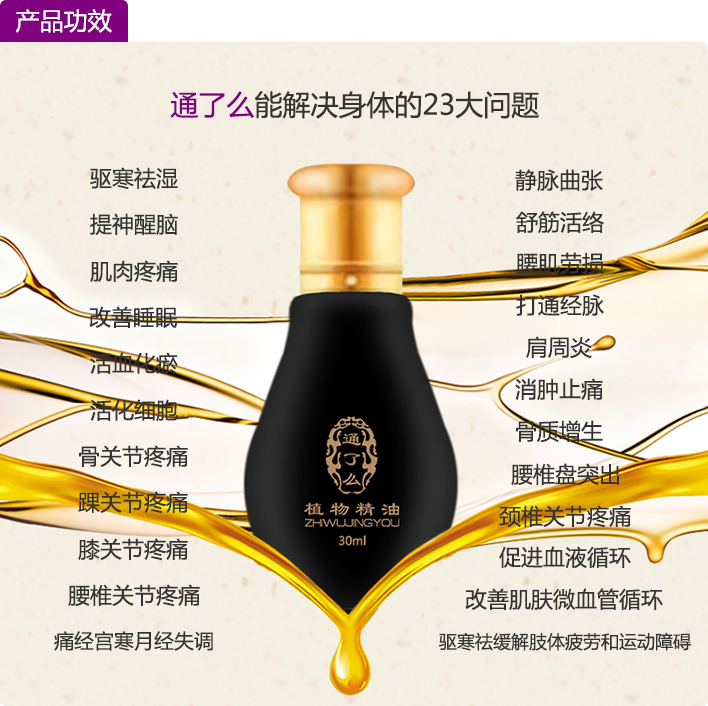 产品功效
通了么能解决身体的23大问题
驱寒祛湿
提神醒脑
肌肉疼痛
改善睡眠
活血化瘀
活化细胞
骨关节疼痛
踝关节疼痛
膝关节疼痛
腰椎关节疼痛
痛经宫寒月经失调
通
了
么
植物精油
ZHIWUJINGYOU
30ml
静脉曲张
舒筋活络
腰肌劳损
打通经脉
肩周炎
消肿止痛
骨质增生
腰椎盘突出
颈椎关节疼痛
促进血液循环
改善肌肤微血管循环
驱寒祛缓解肢体疲劳和运动障碍